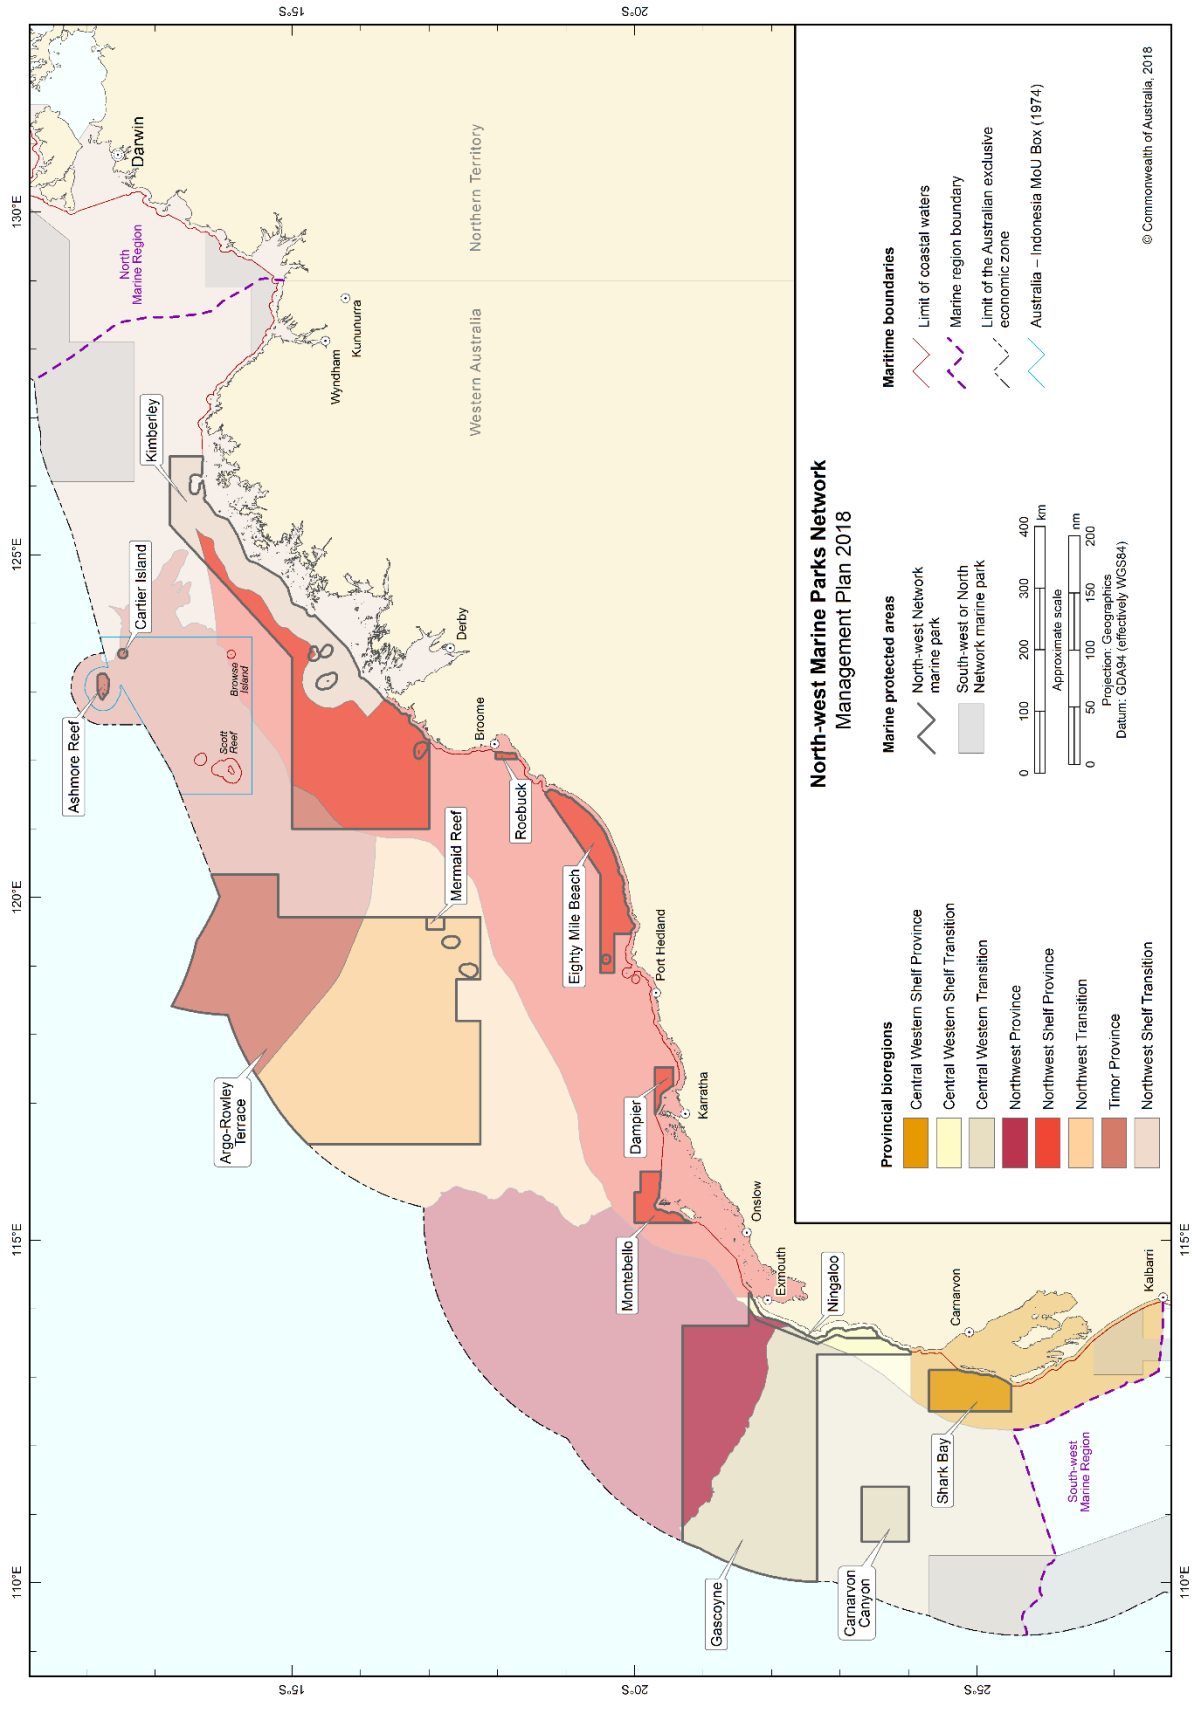 15°S
20°S
130°E
125°E
120°E
115°E
110°E
Darwin
North
Marine Region
Northern Territory
Western Australia
Kununurra
Wyndham
Kimberley
Cartier Island
Ashmore Reef
Browse
Island
Scott
Reef
Derby
Broome
Roebuck
Mermaid Reef
Eighty Mile Beach
Port Hedland
Argo-Rowley
Terrace
Dampier
Karratha
Montebello
Onslow
Exmouth
Ningaloo
Carnarvon
Kalbarri
Shark Bay
South-west
Marine Region
Gascoyne
Carnarvon
Canyon
15°S
20°S
25°S
115°E
110°E
North-west Marine Parks Network
Management Plan 2018
Provincial bioregions
Central Western Shelf Province
Central Western Shelf Transition
Central Western Transition
Northwest Province
Northwest Shelf Province
Northwest Transition
Timor Province
Northwest Shelf Transition
Marine protected areas
North-west Network
marine park
South-west or North
Network marine park
0 100 200 300 400
km
Approximate scale
nm
0 50 100 150 200
Projection: Geographics
Datum: GDA94 (effectively WGS84)
Maritime boundaries
Limit of coastal waters
Marine region boundary
Limit of the Australian exclusive
economic zone
Australia – Indonesia MoU Box (1974)
© Commonwealth of Australia, 2018